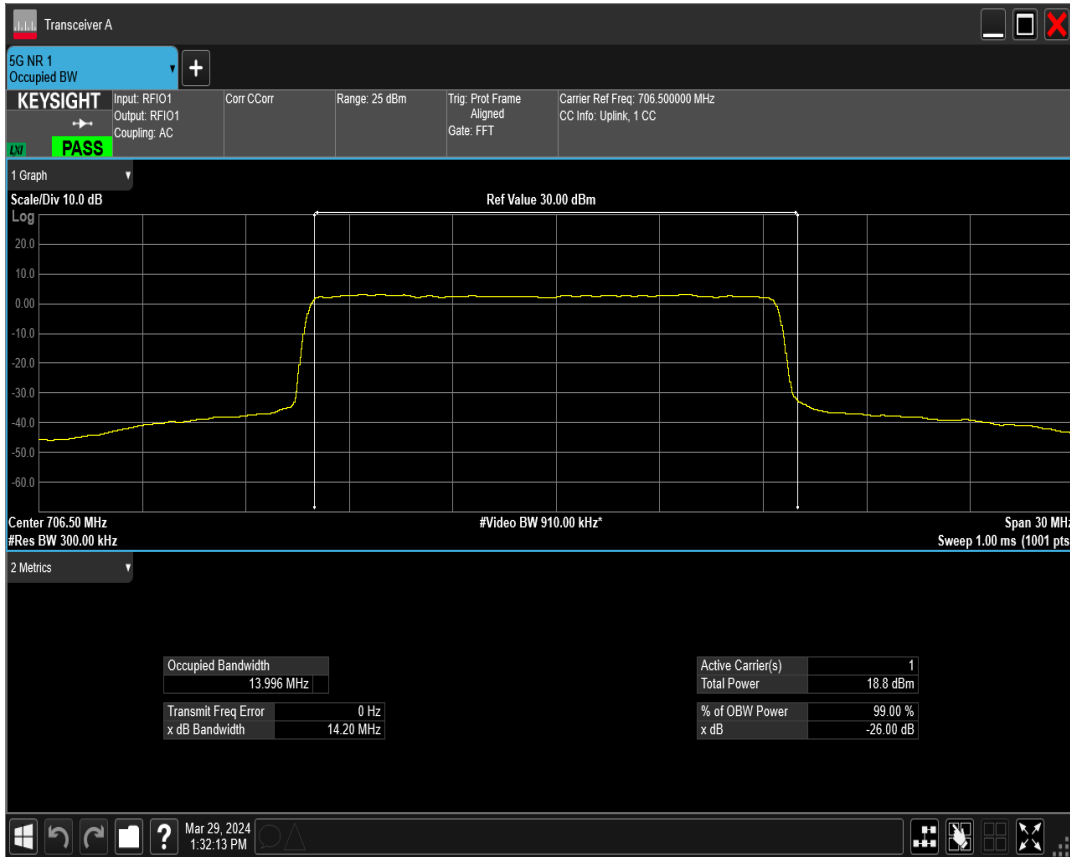 Transceiver A
5G NR 1
Occupied BW
+
KEYSIGHT
LXI
PASS
Input: RFIO1
Output: RFIO1
Coupling: AC
Corr CCorr
Range: 25 dBm
Trig: Prot Frame
Aligned
Gate: FFT
Carrier Ref Freq: 706.500000 MHz
CC Info: Uplink, 1 CC
1 Graph
Scale/Div 10.0 dB
Ref Value 30.00 dBm
Log
20.0
10.0
0.00
-10.0
-20.0
-30.0
-40.0
-50.0
-60.0
Center 706.50 MHz
#Video BW 910.00 kHz*
Span 30 MHz
#Res BW 300.00 kHz
Sweep 1.00 ms (1001 pts
2 Metrics
Occupied Bandwidth
13.996 MHz
Transmit Freq Error 0 Hz
x dB Bandwidth 14.20 MHz
Active Carrier(s) 1
Total Power 18.8 dBm
% of OBW Power 99.00 %
x dB -26.00 dB
?
Mar 29, 2024
1:32:13 PM